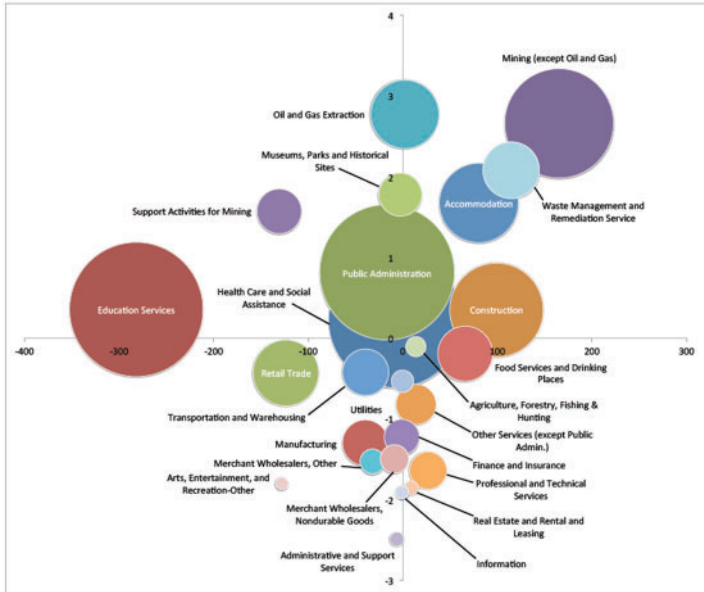 4
Mining (except Oil and Gas)
3
Oil and Gas Extraction
Museums, Parks and Historical
Sites
2
Accommodation
Waste Management and
Remediation Service
Support Activities for Mining
1
Public Administration
Health Care and Social
Assistance
Education Services
Construction
0
-400
-300
-200
-100
0
100
200
300
Retail Trade
Food Services and Drinking
Places
Transportation and Warehousing
Agriculture, Forestry, Fishing &
Hunting
Utilities
-1
Other Services (except Public
Admin.)
Manufacturing
Finance and Insurance
Merchant Wholesalers, Other
Arts, Entertainment, and
Recreation-Other
Professional and Technical
Services
-2
Merchant Wholesalers,
Nondurable Goods
Real Estate and Rental and
Leasing
Administrative and Support
Services
Information
-3